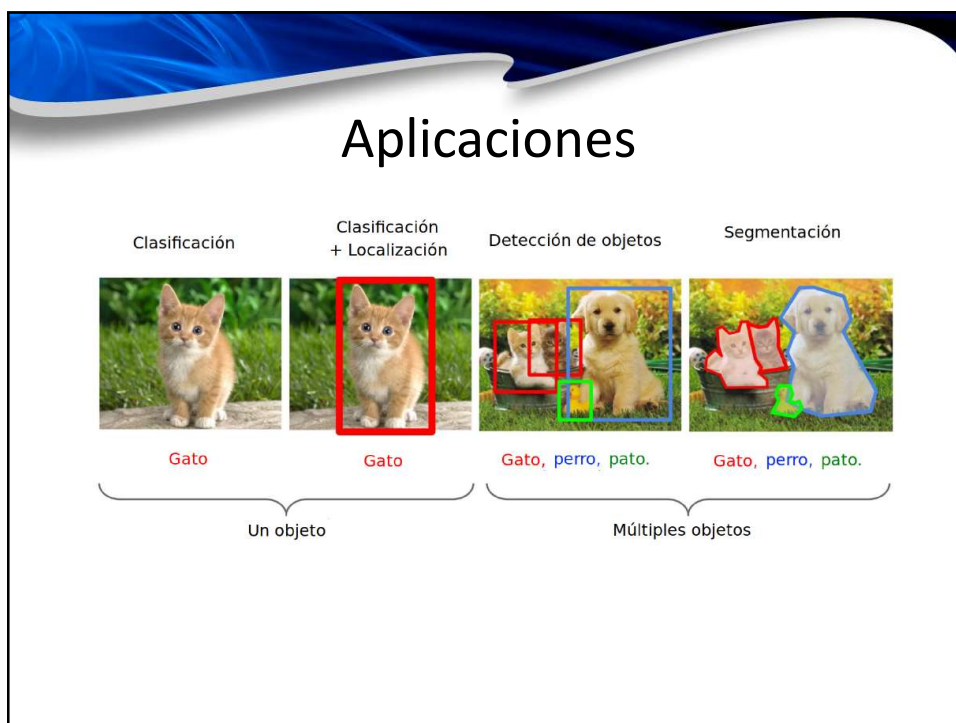 Aplicaciones
Clasificación
Clasificación
+ Localización
Detección de objetos
Segmentación
Gato
Gato
Gato, perro, pato.
Gato, perro, pato.
Un objeto
Múltiples objetos